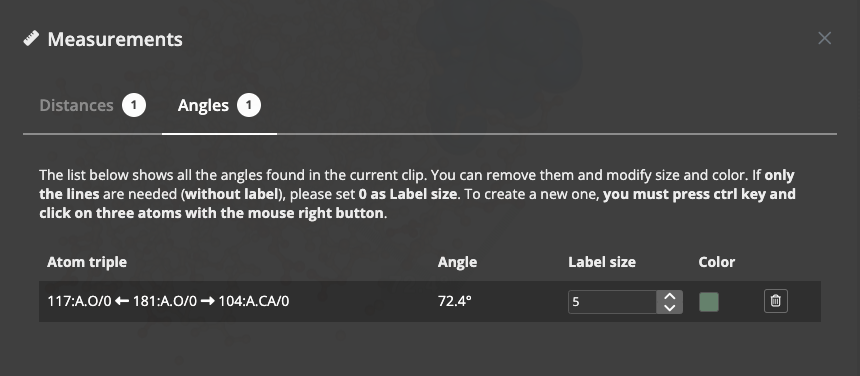 Measurements
Distances 1 Angles 1
The list below shows all the angles found in the current clip. You can remove them and modify size and color. If only
the lines are needed (without label), please set 0 as Label size. To create a new one, you must press ctrl key and
click on three atoms with the mouse right button.
Atom triple Angle Label size Color
117:A.O/0 ← 181:A.O/0 → 104:A.CA/0 72.4° 5